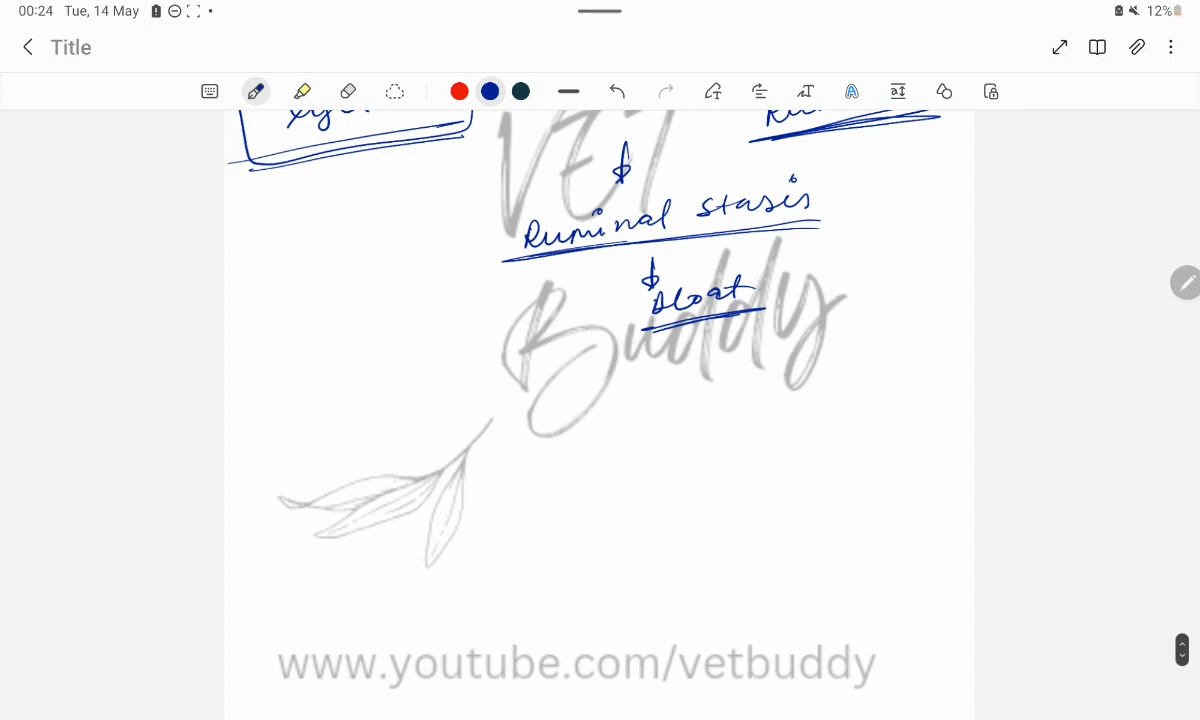 00:24 Tue, 14 May
12%
Title
VET
Ruminal stasis
Bloat
Buddy
www.youtube.com/vetbuddy